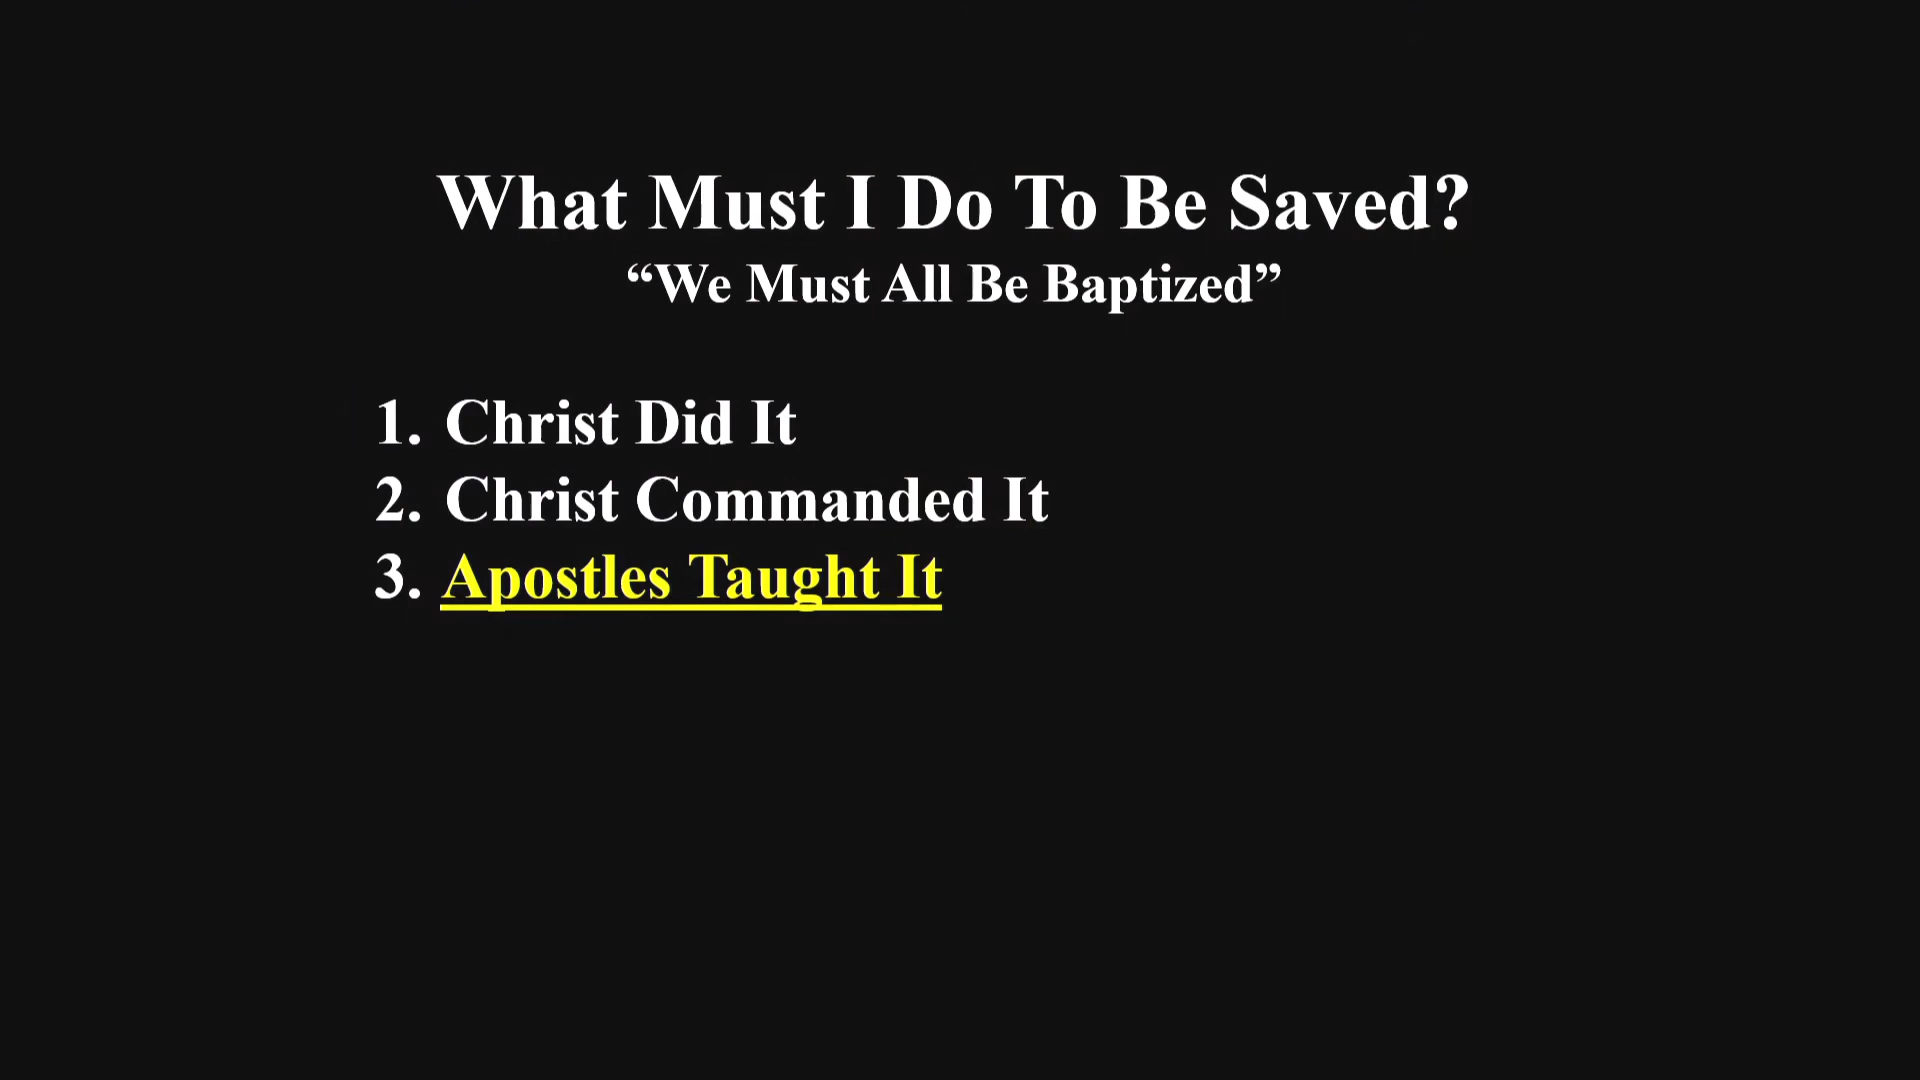 What Must I Do To Be Saved?
“We Must All Be Baptized”
1. Christ Did It
2. Christ Commanded It
3. Apostles Taught It